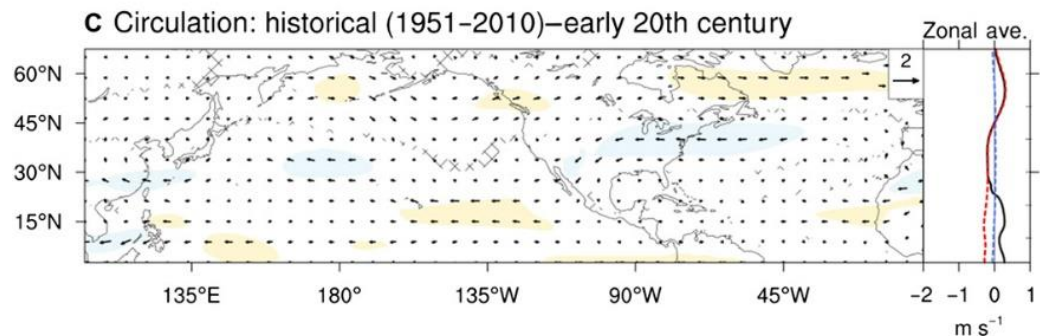 C Circulation: historical (1951–2010)–early 20th century
Zonal ave.
2
60°N
45°N
30°N
15°N
135°E 180° 135°W 90°W 45°W
-2 -1 0 1
m s⁻¹